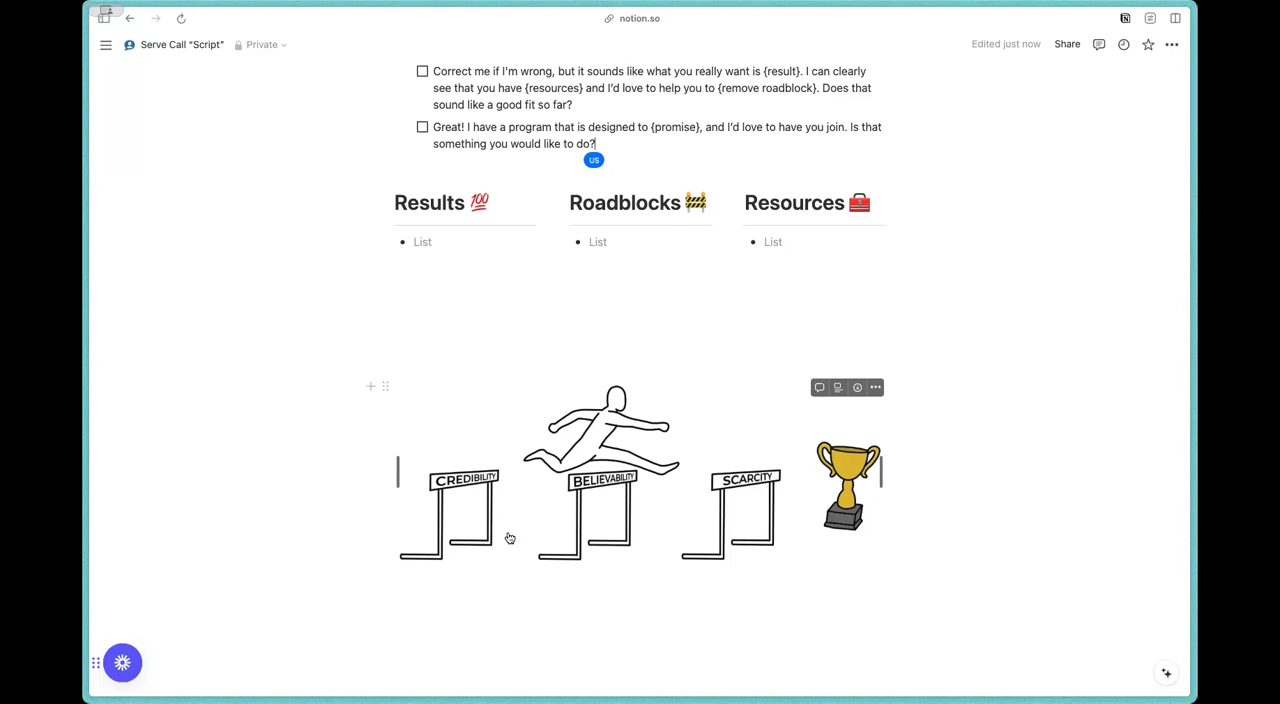 notion.so
Serve Call “Script”
Private
Edited just now
Share
Correct me if I'm wrong, but it sounds like what you really want is {result}. I can clearly
see that you have {resources} and I'd love to help you to {remove roadblock}. Does that
sound like a good fit so far?
Great! I have a program that is designed to {promise}, and I'd love to have you join. Is that
something you would like to do?
US
Results 💯
Roadblocks 🚧
Resources 🧰
• List
• List
• List
CREDIBILITY
BELIEVABILITY
SCARCITY